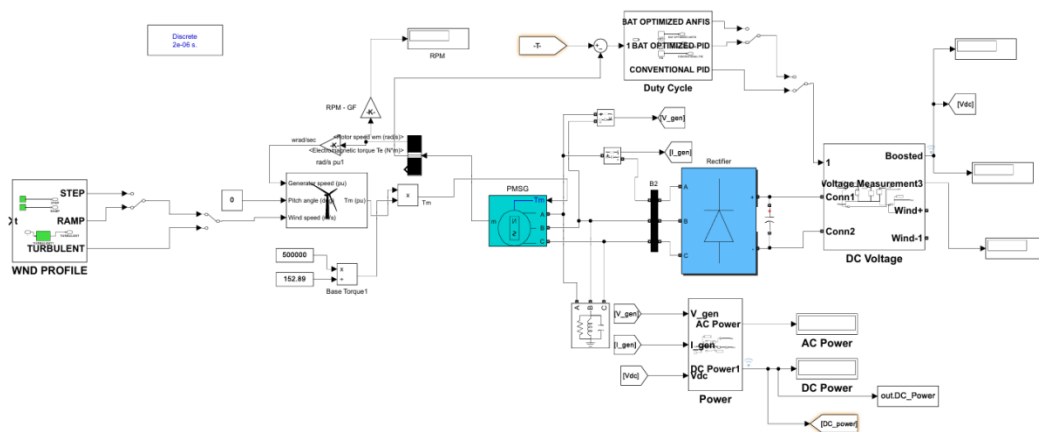 Discrete
2e-06 s.
RPM
-T-
1
BAT OPTIMIZED ANFIS
BAT OPTIMIZED PID
CONVENTIONAL PID
Duty Cycle
[Vdc]
RPM - GF
-K-
wrad/sec
-K-
rad/s pu1
<Rotor speed wm (rad/s)>
<Electromagnetic torque Te (N*m)>
[V_gen]
[I_gen]
STEP
RAMP
TURBULENT
WND PROFILE
0
Generator speed (pu)
Pitch angle (deg)
Wind speed (m/s)
Tm (pu)
x
Tm
500000
152.89
x
÷
Base Torque1
PMSG
Tm
m
A
B
C
B2
Rectifier
A
B
C
+
-
1
Conn1
Conn2
Boosted
Voltage Measurement3
Wind+
Wind-1
DC Voltage
A
B
C
[V_gen]
[I_gen]
[Vdc]
V_gen
I_gen
Vdc
AC Power
DC Power1
Power
AC Power
DC Power
out.DC_Power
[DC_power]